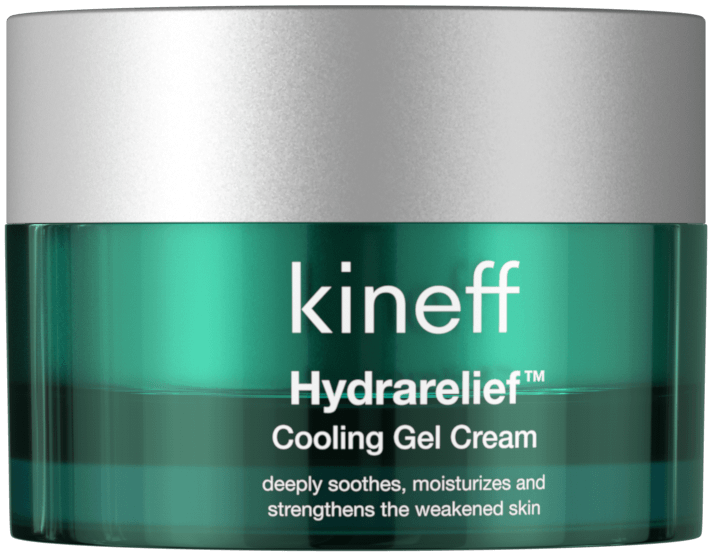 kineff
Hydrarelief™
Cooling Gel Cream
deeply soothes, moisturizes and
strengthens the weakened skin